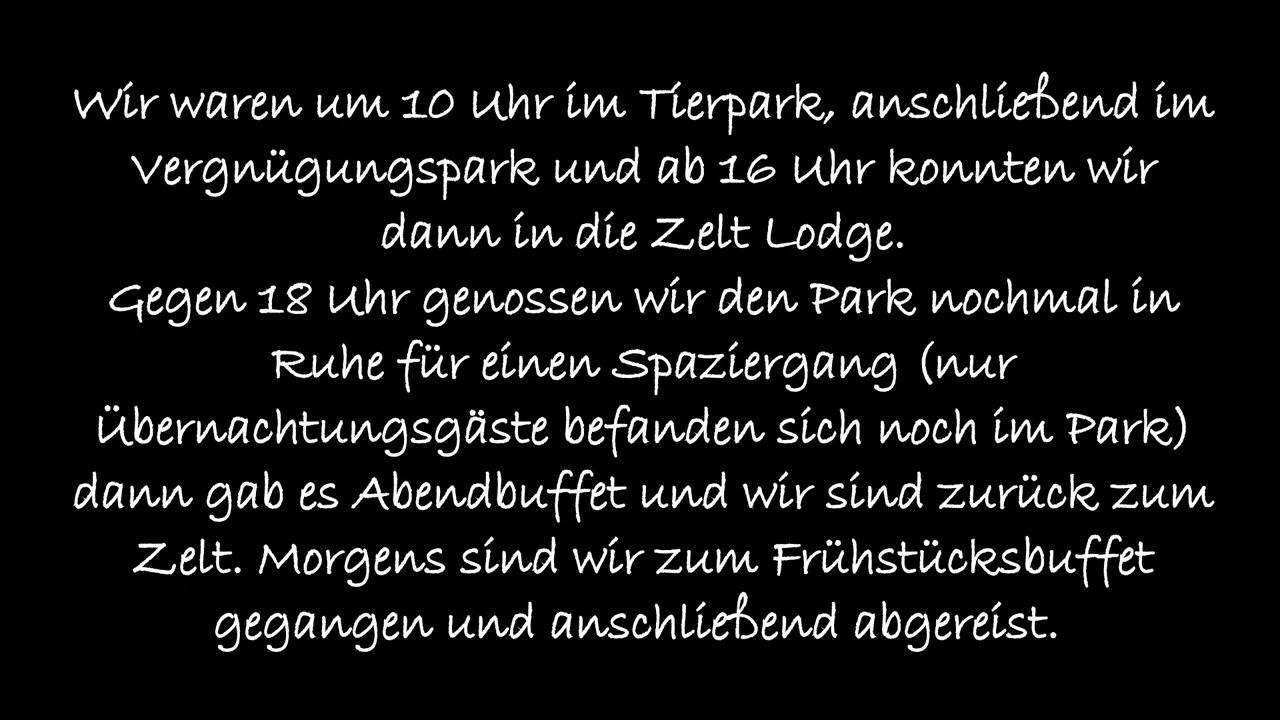 Wir waren um 10 Uhr im Tierpark, anschließend im
Vergnügungspark und ab 16 Uhr konnten wir
dann in die Zelt Lodge.
Gegen 18 Uhr genossen wir den Park nochmal in
Ruhe für einen Spaziergang (nur
Übernachtungsgäste befanden sich noch im Park)
dann gab es Abendbuffet und wir sind zurück zum
Zelt. Morgens sind wir zum Frühstücksbuffet
gegangen und anschließend abgereist.